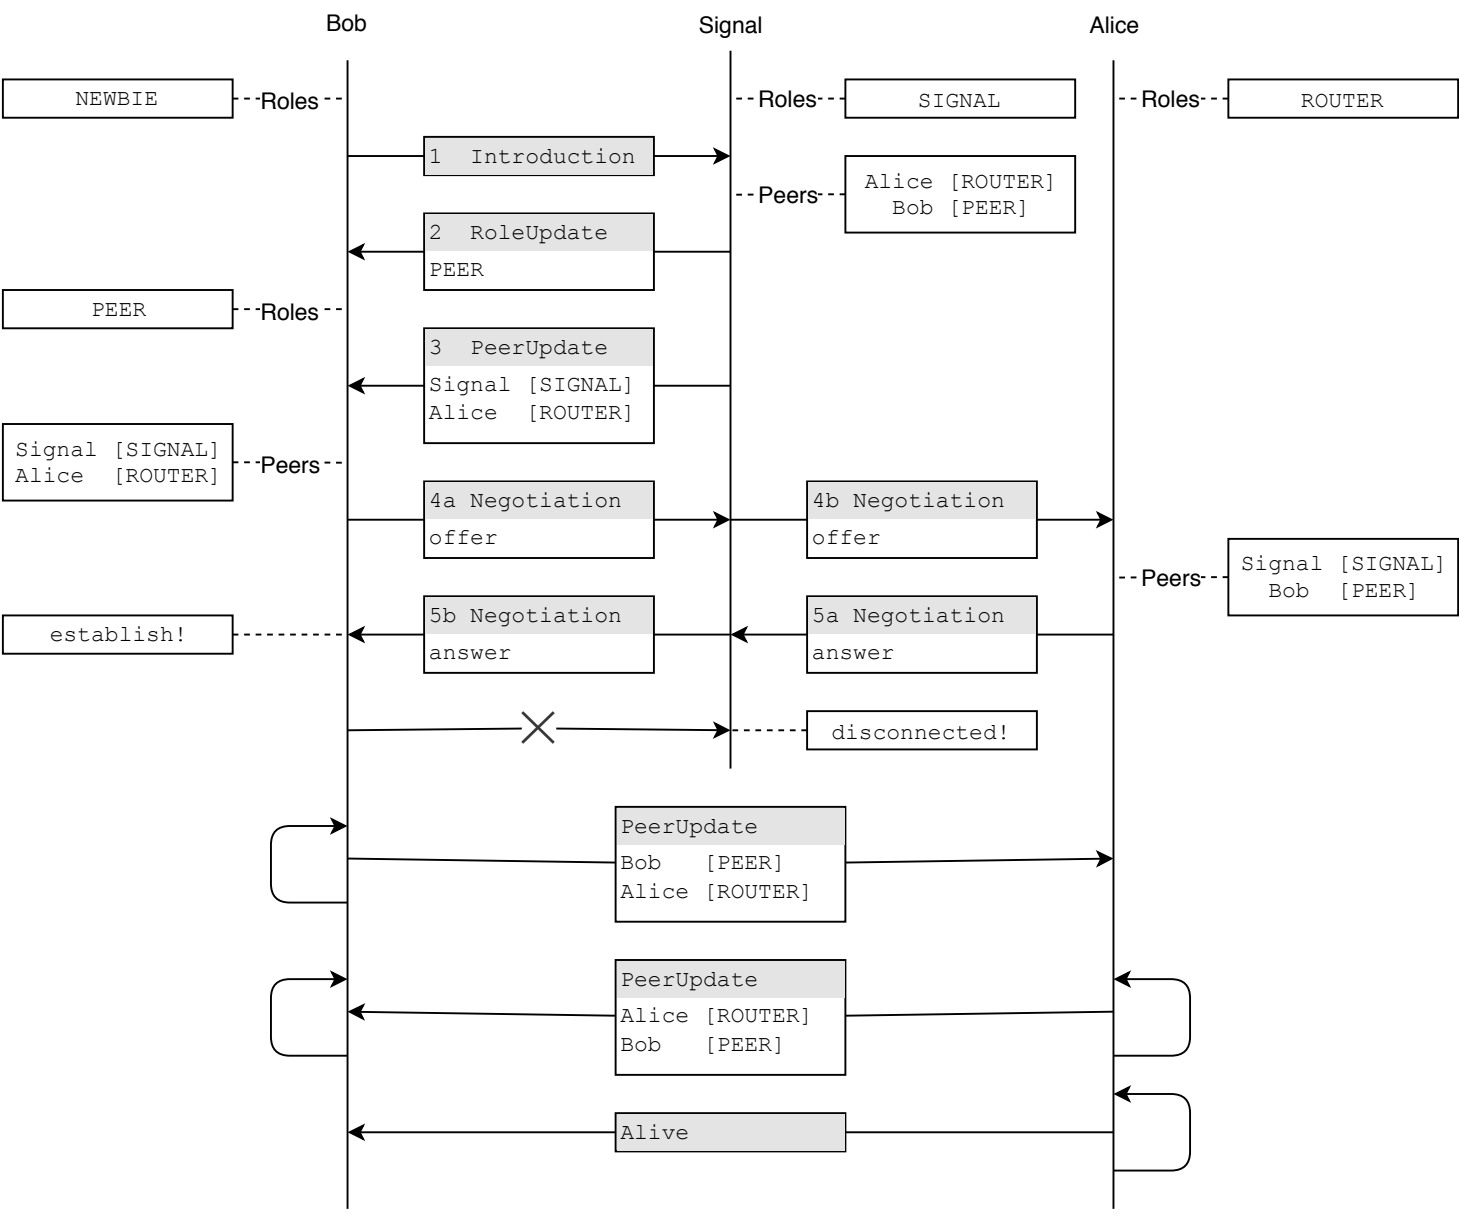 Bob
Signal
Alice
NEWBIE
Roles
Roles
SIGNAL
Roles
ROUTER
1  Introduction
Peers
Alice [ROUTER]
Bob [PEER]
2  RoleUpdate
PEER
PEER
Roles
3  PeerUpdate
Signal [SIGNAL]
Alice  [ROUTER]
Signal [SIGNAL]
Alice  [ROUTER]
Peers
4a Negotiation
offer
4b Negotiation
offer
Peers
Signal [SIGNAL]
Bob  [PEER]
establish!
5b Negotiation
answer
5a Negotiation
answer
disconnected!
PeerUpdate
Bob   [PEER]
Alice [ROUTER]
PeerUpdate
Alice [ROUTER]
Bob   [PEER]
Alive